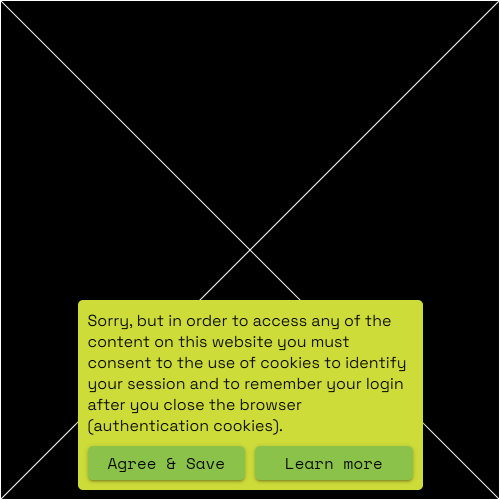 Sorry, but in order to access any of the
content on this website you must
consent to the use of cookies to identify
your session and to remember your login
after you close the browser
(authentication cookies).
Agree & Save
Learn more